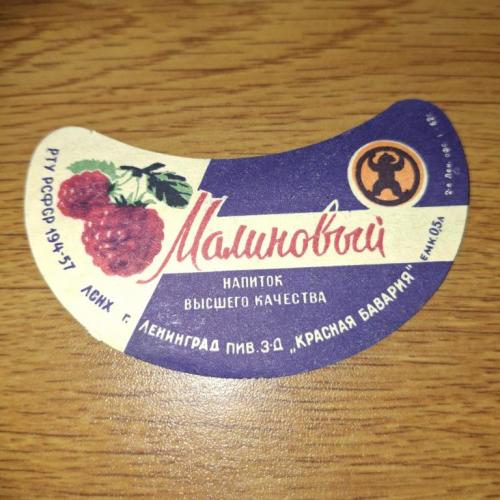 Малиновый
НАПИТОК
ВЫСШЕГО КАЧЕСТВА
РТУ РСФСР 194-57 ЛСНХ г. ЛЕНИНГРАД ПИВ. З-Д „КРАСНАЯ БАВАРИЯ" ЕМК. 0,5 л